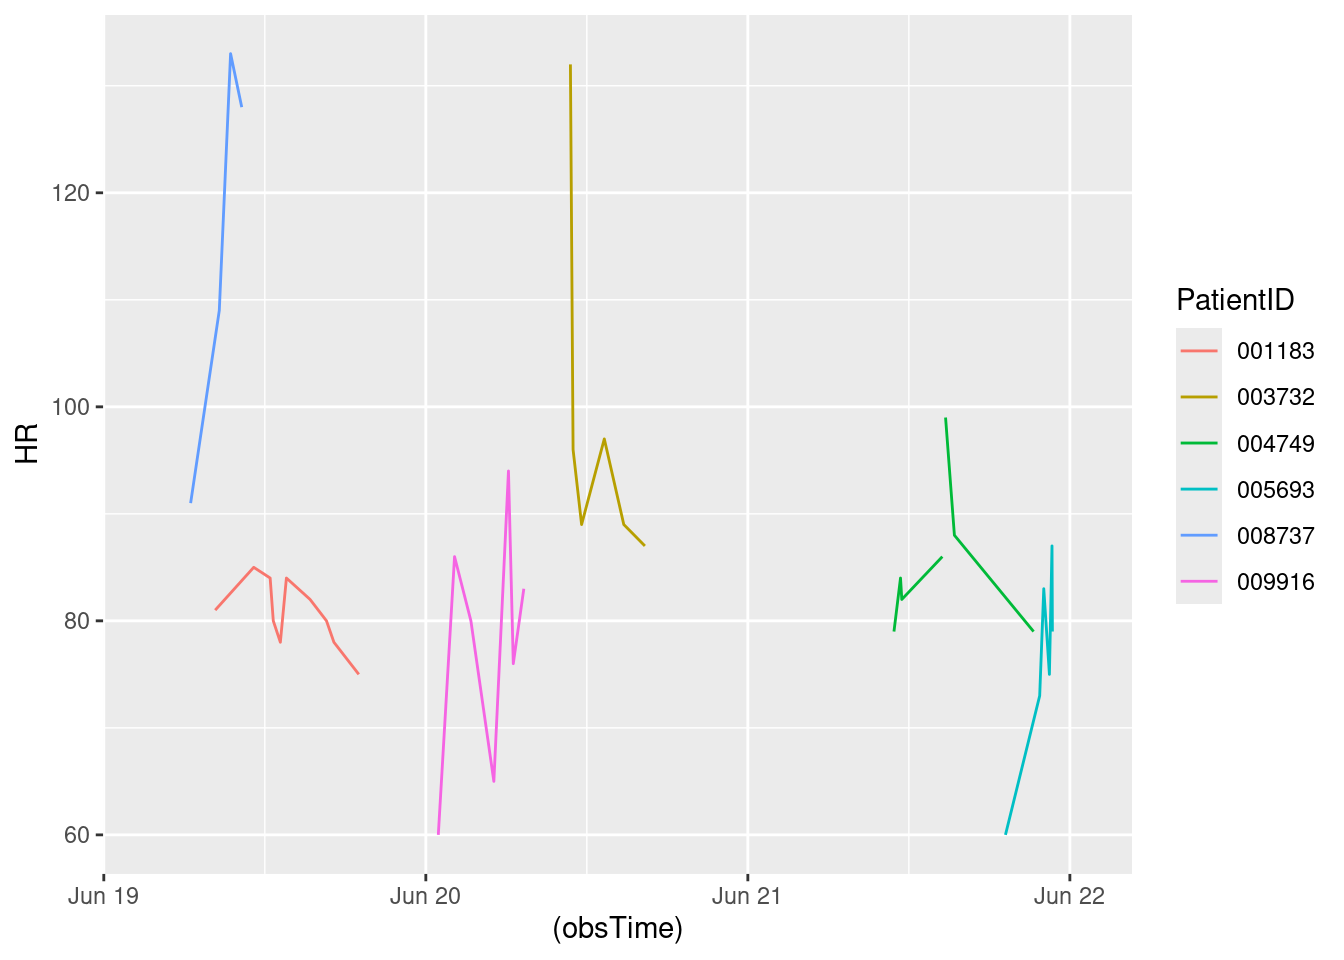 120
100
80
60
HR
Jun 19
Jun 20
Jun 21
Jun 22
(obsTime)
PatientID
001183
003732
004749
005693
008737
009916